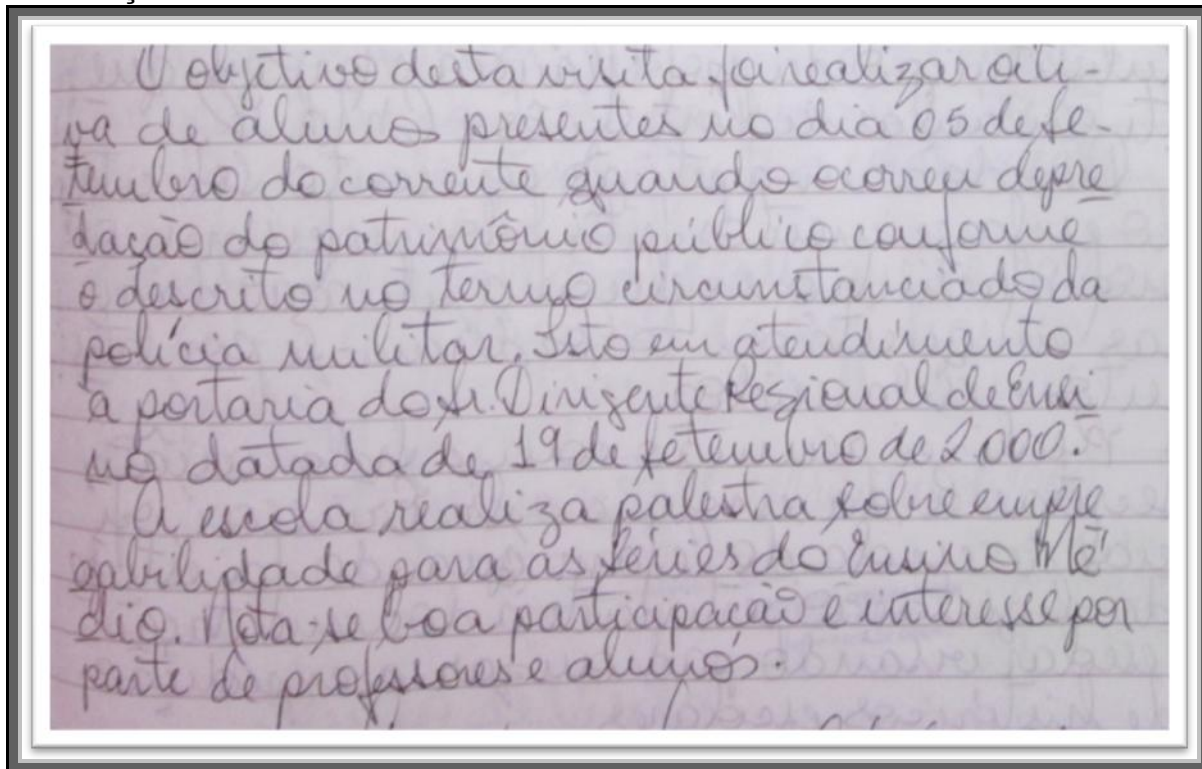 O objetivo desta visita foi realizar oiti-
va de alunos presentes no dia 05 de se-
tembro do corrente quando ocorreu depre
dação do patrimônio público conforme
o descrito no termo circunstanciado da
polícia militar. Isto em atendimento
a portaria do Sr. Dirigente Regional de Ensi
no datada de 19 de setembro de 2000.
A escola realiza palestra sobre empre
gabilidade para as séries do Ensino Mé
dio. Nota-se boa participação e interesse por
parte de professores e alunos.